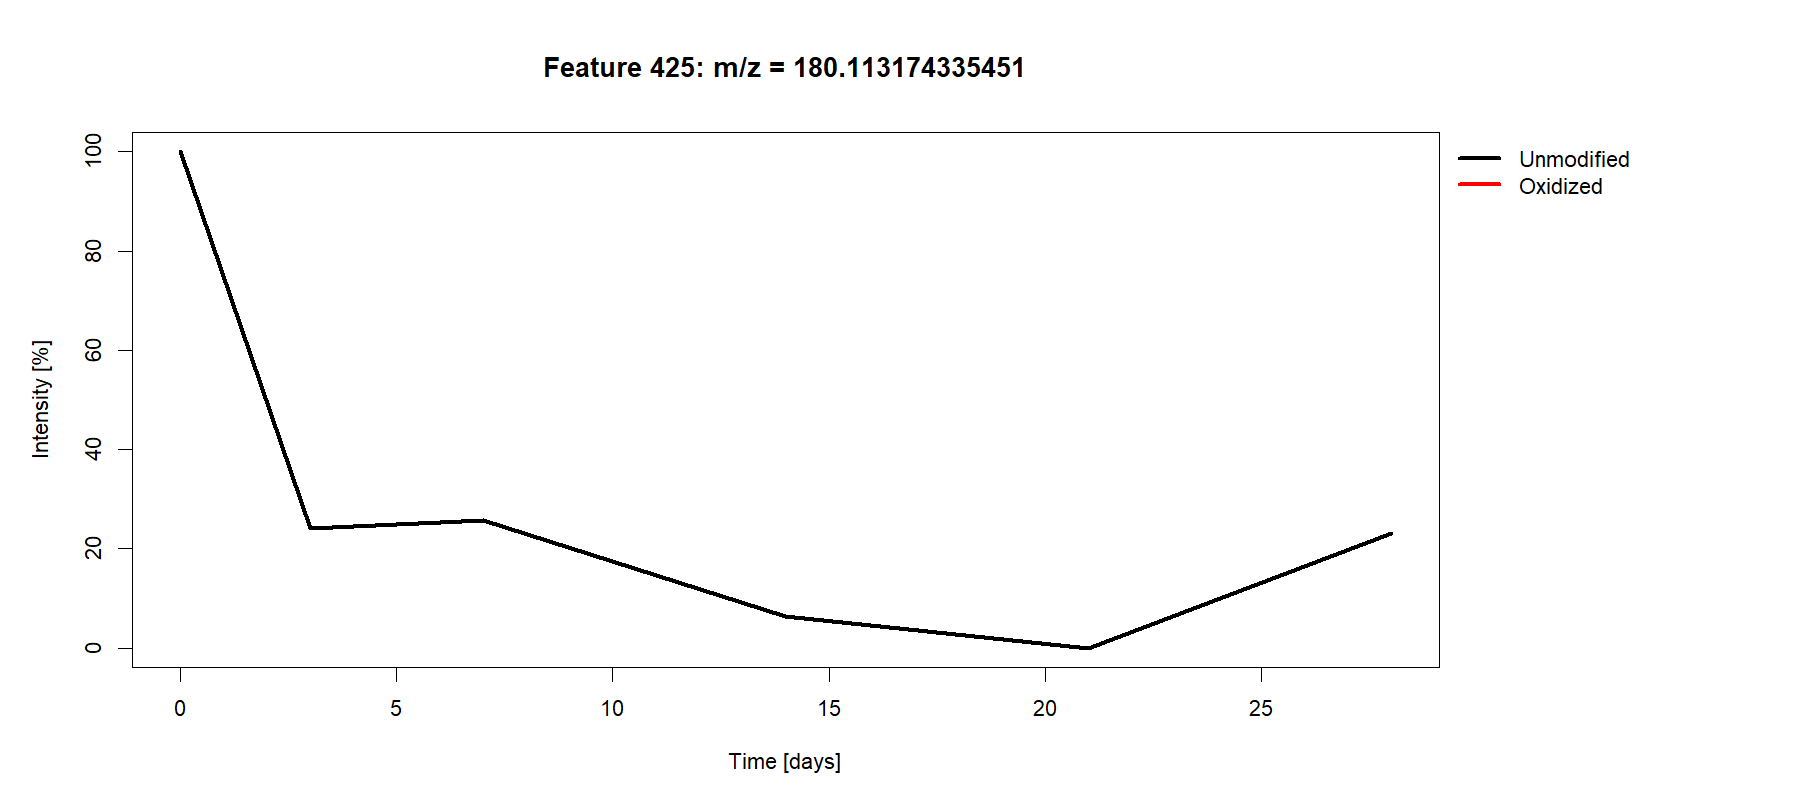 Feature 425: m/z = 180.113174335451
100
80
60
40
20
0
Intensity [%]
Unmodified
Oxidized
0 5 10 15 20 25
Time [days]